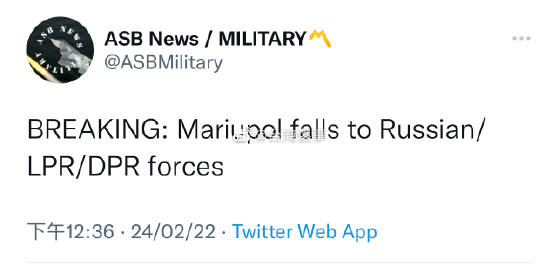 ASB News / MILITARY
@ASBMilitary
BREAKING: Mariupol falls to Russian/
LPR/DPR forces
下午12:36 · 24/02/22 · Twitter Web App